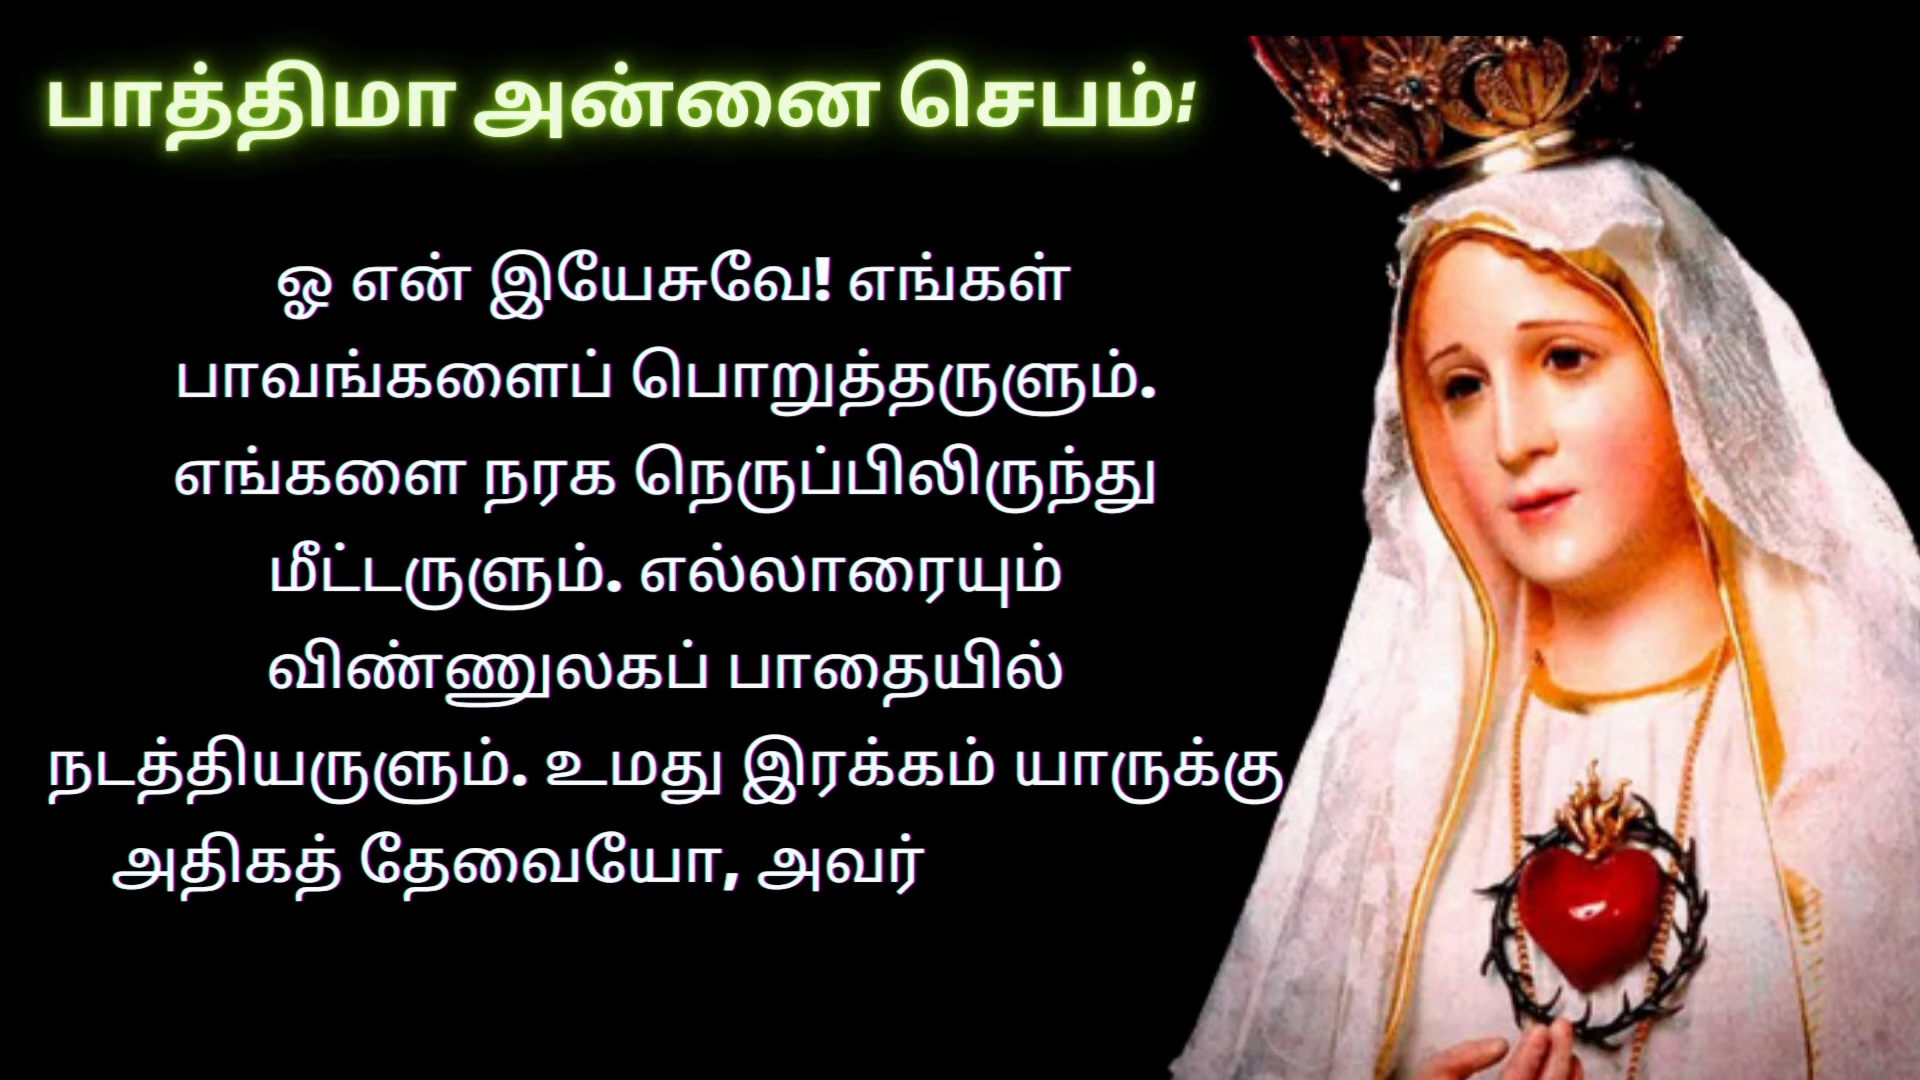 பாத்திமா அன்னை செபம்:
ஓ என் இயேசுவே! எங்கள்
பாவங்களைப் பொறுத்தருளும்.
எங்களை நரக நெருப்பிலிருந்து
மீட்டருளும். எல்லாரையும்
விண்ணுலகப் பாதையில்
நடத்தியருளும். உமது இரக்கம் யாருக்கு
அதிகத் தேவையோ, அவர்